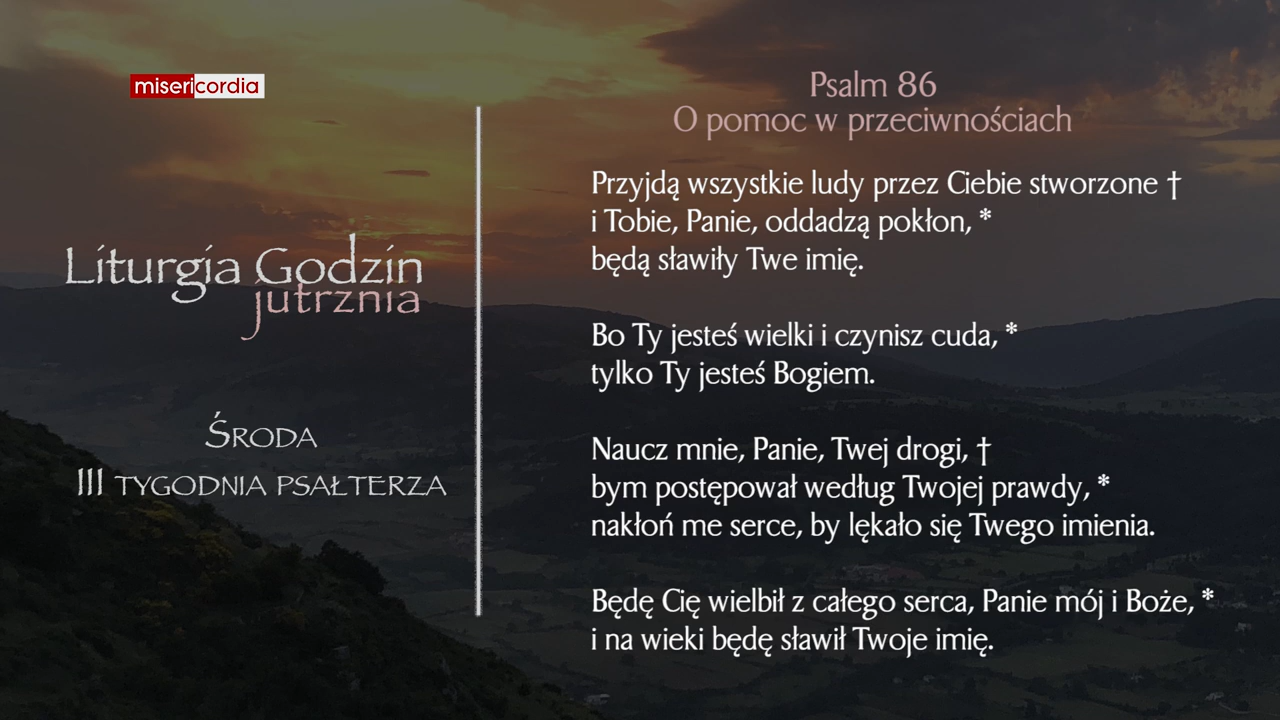 misericordia
Liturgia Godzin
jutrznia
Środa
III tygodnia psałterza
Psalm 86
O pomoc w przeciwnościach
Przyjdą wszystkie ludy przez Ciebie stworzone †
i Tobie, Panie, oddadzą pokłon, *
będą sławiły Twe imię.
Bo Ty jesteś wielki i czynisz cuda, *
tylko Ty jesteś Bogiem.
Naucz mnie, Panie, Twej drogi, †
bym postępował według Twojej prawdy, *
nakłoń me serce, by lękało się Twego imienia.
Będę Cię wielbił z całego serca, Panie mój i Boże, *
i na wieki będę sławił Twoje imię.